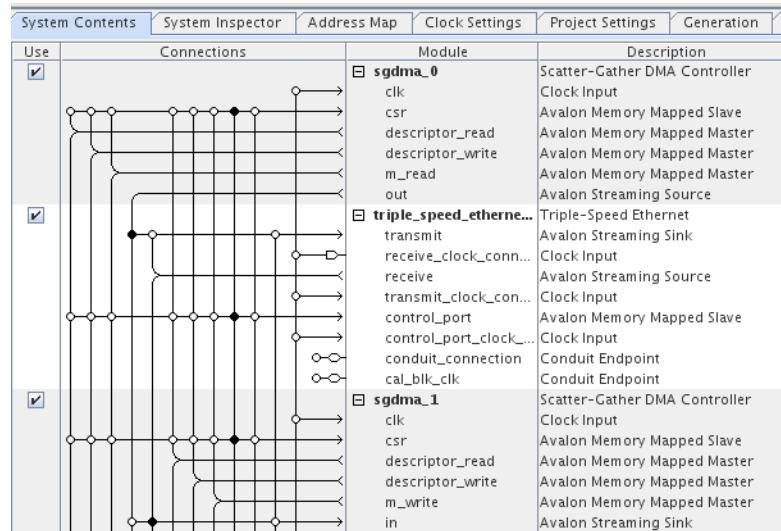 System Contents System Inspector Address Map Clock Settings Project Settings Generation
Use Connections Module Description
sgdma_0 Scatter-Gather DMA Controller
clk Clock Input
csr Avalon Memory Mapped Slave
descriptor_read Avalon Memory Mapped Master
descriptor_write Avalon Memory Mapped Master
m_read Avalon Memory Mapped Master
out Avalon Streaming Source
triple_speed_etherne... Triple-Speed Ethernet
transmit Avalon Streaming Sink
receive_clock_conn... Clock Input
receive Avalon Streaming Source
transmit_clock_con... Clock Input
control_port Avalon Memory Mapped Slave
control_port_clock_... Clock Input
conduit_connection Conduit Endpoint
cal_blk_clk Conduit Endpoint
sgdma_1 Scatter-Gather DMA Controller
clk Clock Input
csr Avalon Memory Mapped Slave
descriptor_read Avalon Memory Mapped Master
descriptor_write Avalon Memory Mapped Master
m_write Avalon Memory Mapped Master
in Avalon Streaming Sink